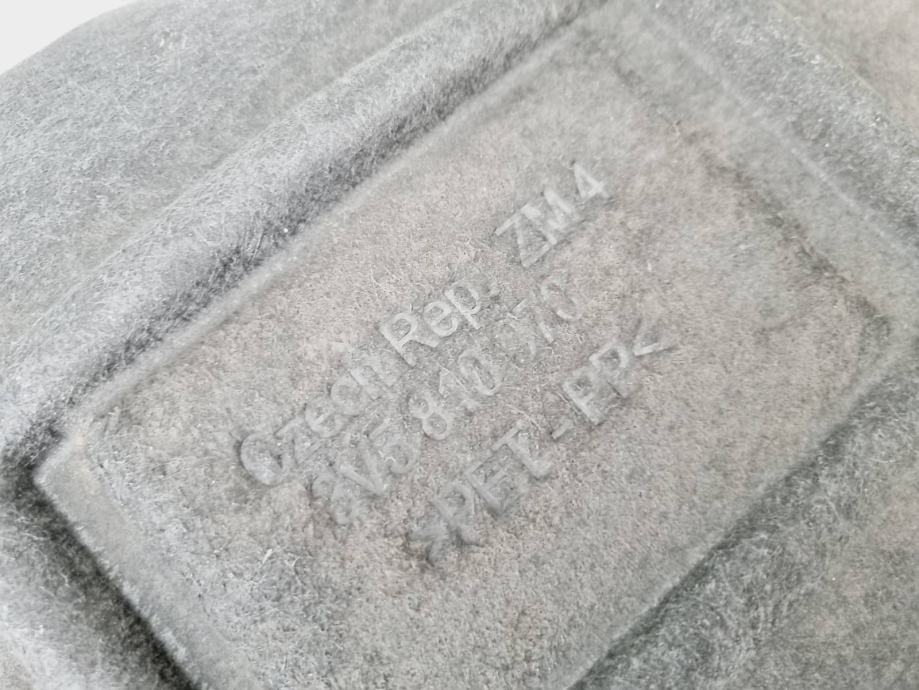 Czech Rep. ZM4
3V5 810 970
>PET - PP<